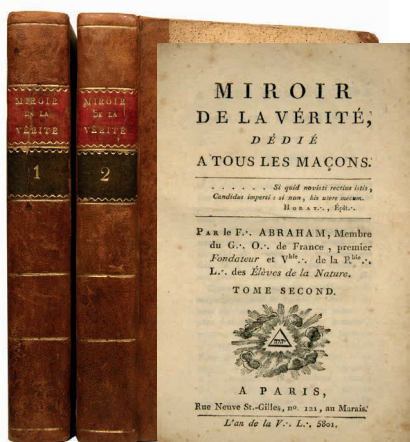 MIROIR
DE LA
VÉRITÉ
1
MIROIR
DE LA
VÉRITÉ
2
MIROIR
DE LA VÉRITÉ,
DÉDIÉ
A TOUS LES MAÇONS.
. . . . . . Si quid novisti rectius istis,
Candidus imperti : si non, his utere mecum.
HORAT.·., Épît.·.
PAR le F.·. ABRAHAM, Membre
du G.·. O.·. de France, premier
Fondateur et Vble.·. de la R.ble.·.
L.·. des Élèves de la Nature.
TOME SECOND.
A PARIS,
Rue Neuve St.-Gilles, no. 121, au Marais.
L'an de la V.·. L.·. 5801.